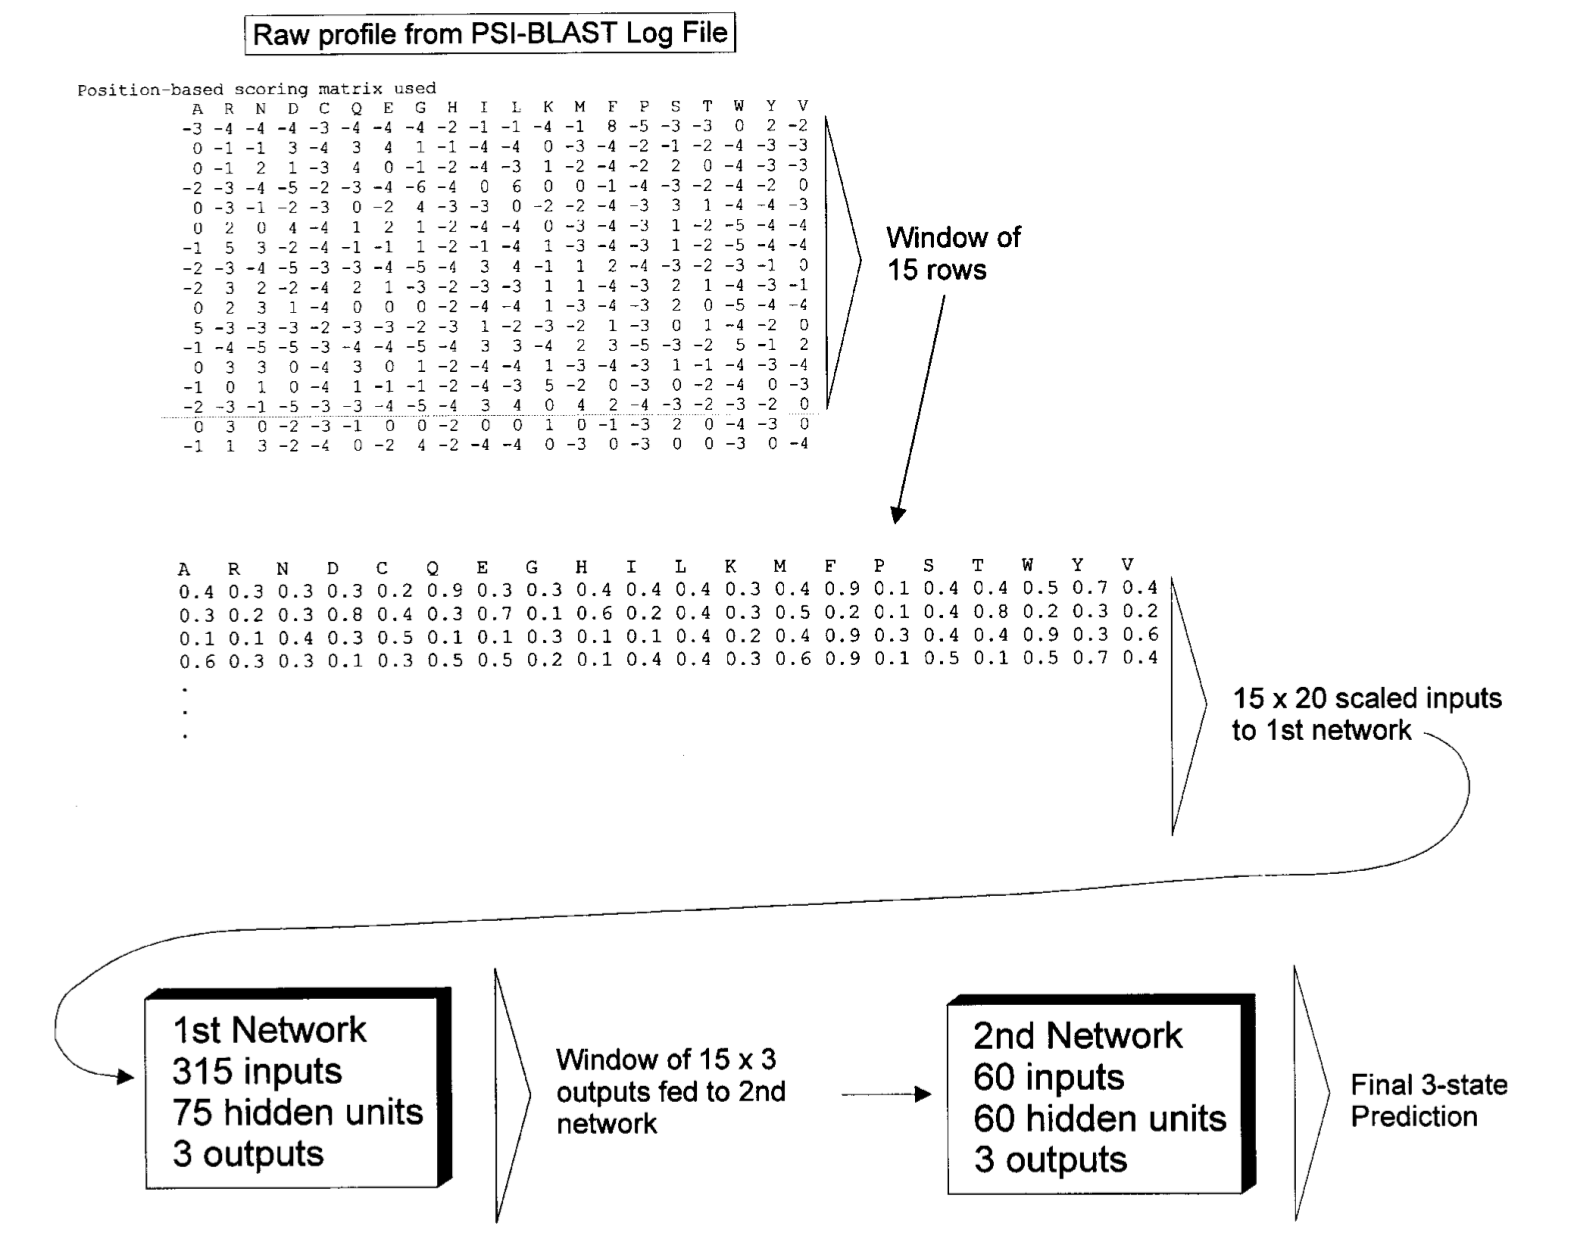 Raw profile from PSI-BLAST Log File
Position-based scoring matrix used
A R N D C Q E G H I L K M F P S T W Y V
-3 -4 -4 -4 -3 -4 -4 -4 -2 -1 -1 -4 -1 8 -5 -3 -3 0 2 -2
0 -1 -1 3 -4 3 4 1 -1 -4 -4 0 -3 -4 -2 -1 -2 -4 -3 -3
0 -1 2 1 -3 4 0 -1 -2 -4 -3 1 -2 -4 -2 2 0 -4 -3 -3
-2 -3 -4 -5 -2 -3 -4 -6 -4 0 6 0 0 -1 -4 -3 -2 -4 -2 0
0 -3 -1 -2 -3 0 -2 4 -3 -3 0 -2 -2 -4 -3 3 1 -4 -4 -3
0 2 0 4 -4 1 2 1 -2 -4 -4 0 -3 -4 -3 1 -2 -5 -4 -4
-1 5 3 -2 -4 -1 -1 1 -2 -1 -4 1 -3 -4 -3 1 -2 -5 -4 -4
-2 -3 -4 -5 -3 -3 -4 -5 -4 3 4 -1 1 2 -4 -3 -2 -3 -1 0
-2 3 2 -2 -4 2 1 -3 -2 -3 -3 1 1 -4 -3 2 1 -4 -3 -1
0 2 3 1 -4 0 0 0 -2 -4 -4 1 -3 -4 -3 2 0 -5 -4 -4
5 -3 -3 -3 -2 -3 -3 -2 -3 1 -2 -3 -2 1 -3 0 1 -4 -2 0
-1 -4 -5 -5 -3 -4 -4 -5 -4 3 3 -4 2 3 -5 -3 -2 5 -1 2
0 3 3 0 -4 3 0 1 -2 -4 -4 1 -3 -4 -3 1 -1 -4 -3 -4
-1 0 1 0 -4 1 -1 -1 -2 -4 -3 5 -2 0 -3 0 -2 -4 0 -3
-2 -3 -1 -5 -3 -3 -4 -5 -4 3 4 0 4 2 -4 -3 -2 -3 -2 0
0 3 0 -2 -3 -1 0 0 -2 0 0 1 0 -1 -3 2 0 -4 -3 0
-1 1 3 -2 -4 0 -2 4 -2 -4 -4 0 -3 0 -3 0 0 -3 0 -4
Window of
15 rows
A R N D C Q E G H I L K M F P S T W Y V
0.4 0.3 0.3 0.3 0.2 0.9 0.3 0.3 0.4 0.4 0.4 0.3 0.4 0.9 0.1 0.4 0.4 0.5 0.7 0.4
0.3 0.2 0.3 0.8 0.4 0.3 0.7 0.1 0.6 0.2 0.4 0.3 0.5 0.2 0.1 0.4 0.8 0.2 0.3 0.2
0.1 0.1 0.4 0.3 0.5 0.1 0.1 0.3 0.1 0.1 0.4 0.2 0.4 0.9 0.3 0.4 0.4 0.9 0.3 0.6
0.6 0.3 0.3 0.1 0.3 0.5 0.5 0.2 0.1 0.4 0.4 0.3 0.6 0.9 0.1 0.5 0.1 0.5 0.7 0.4
.
.
.
15 x 20 scaled inputs
to 1st network
1st Network
315 inputs
75 hidden units
3 outputs
Window of 15 x 3
outputs fed to 2nd
network
2nd Network
60 inputs
60 hidden units
3 outputs
Final 3-state
Prediction